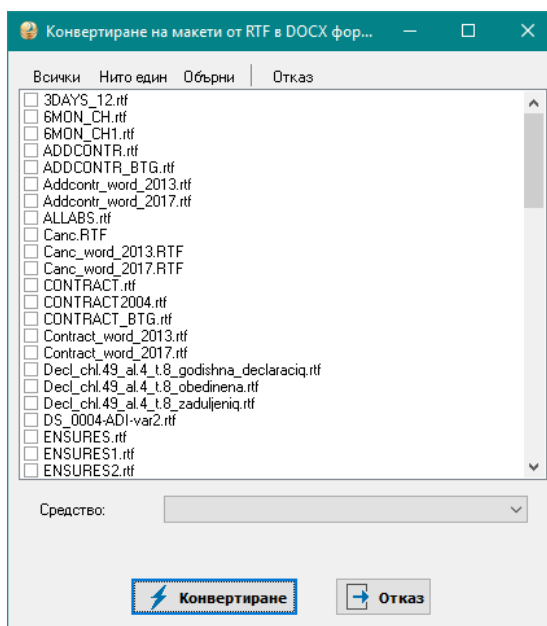 Конвертиране на макети от RTF в DOCX фор...
Всички Нито един Обърни Отказ
3DAYS_12.rtf
6MON_CH.rtf
6MON_CH1.rtf
ADDCONTR.rtf
ADDCONTR_BTG.rtf
Addcontr_word_2013.rtf
Addcontr_word_2017.rtf
ALLABS.rtf
Canc.RTF
Canc_word_2013.RTF
Canc_word_2017.RTF
CONTRACT.rtf
CONTRACT2004.rtf
CONTRACT_BTG.rtf
Contract_word_2013.rtf
Contract_word_2017.rtf
Decl_chl.49_al.4_t.8_godishna_declaraciq.rtf
Decl_chl.49_al.4_t.8_obedinena.rtf
Decl_chl.49_al.4_t.8_zaduljeniq.rtf
DS_0004-ADI-var2.rtf
ENSURES.rtf
ENSURES1.rtf
ENSURES2.rtf
Средство:
Конвертиране Отказ